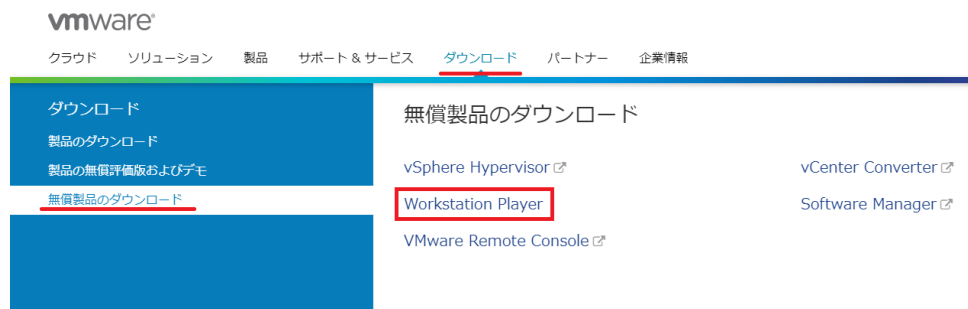 vmware
クラウド ソリューション 製品 サポート & サービス ダウンロード パートナー 企業情報
ダウンロード
製品のダウンロード
製品の無償評価版およびデモ
無償製品のダウンロード
無償製品のダウンロード
vSphere Hypervisor vCenter Converter
Workstation Player Software Manager
VMware Remote Console